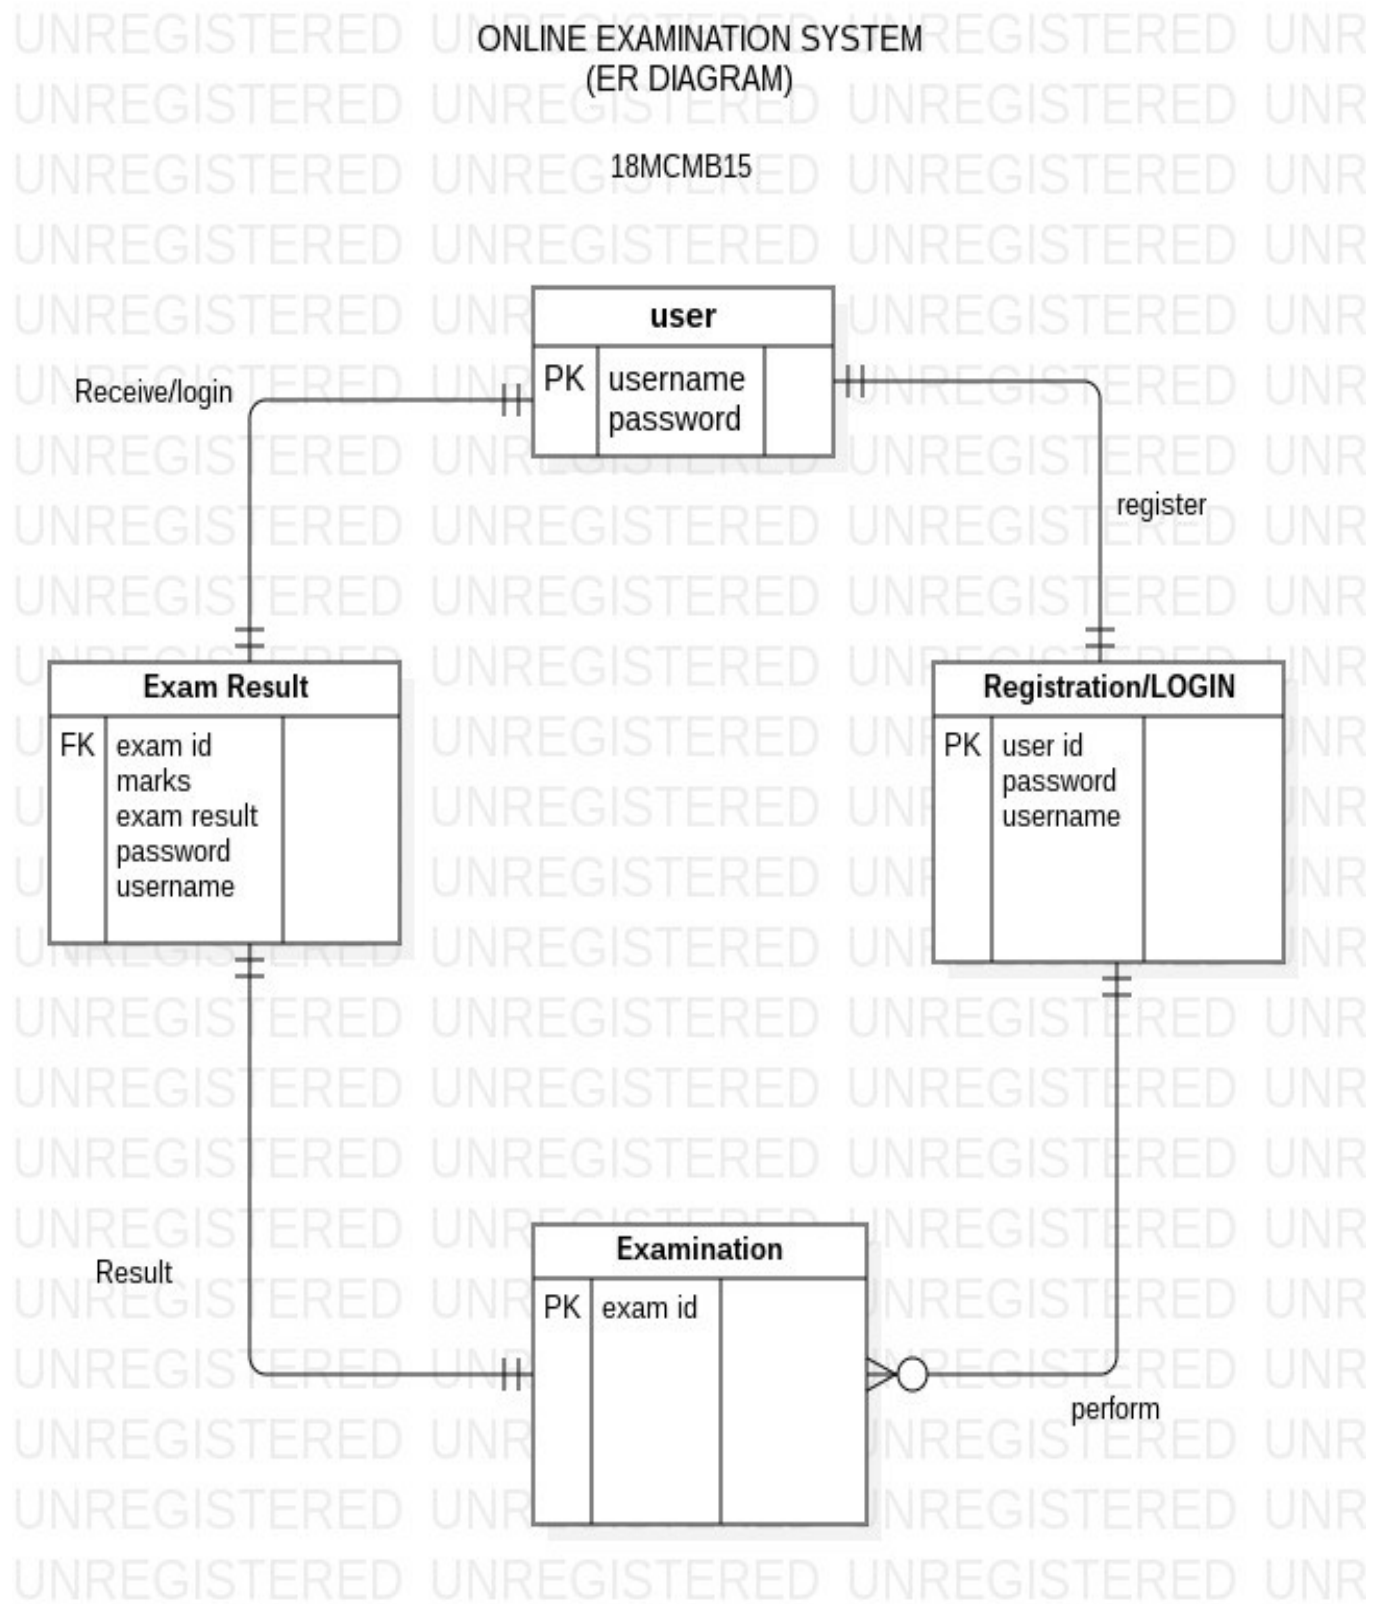 ONLINE EXAMINATION SYSTEM
(ER DIAGRAM)
18MCMB15
user
PK username
password
Receive/login
register
Exam Result
FK exam id
marks
exam result
password
username
Registration/LOGIN
PK user id
password
username
Result
Examination
PK exam id
perform
UNREGISTERED